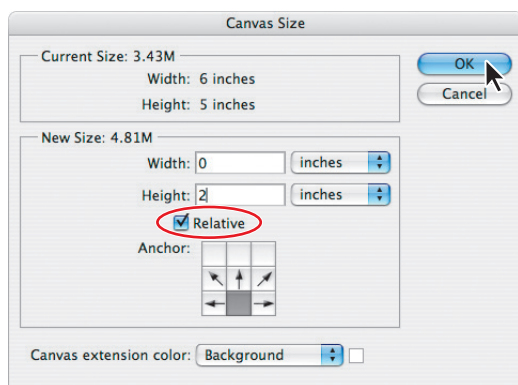 Canvas Size
Current Size: 3.43M
Width: 6 inches
Height: 5 inches
OK
Cancel
New Size: 4.81M
Width: 0 inches
Height: 2 inches
Relative
Anchor:
Canvas extension color: Background